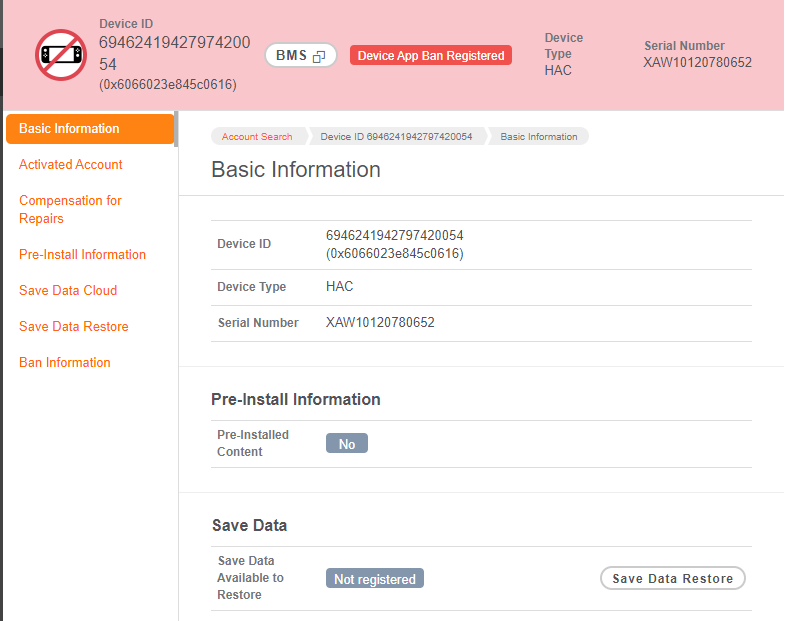 Device ID
69462419427974200
54
(0x6066023e845c0616)
BMS
Device App Ban Registered
Device
Type
HAC
Serial Number
XAW10120780652
Basic Information
Activated Account
Compensation for
Repairs
Pre-Install Information
Save Data Cloud
Save Data Restore
Ban Information
Account Search
Device ID 6946241942797420054
Basic Information
Basic Information
Device ID
6946241942797420054
(0x6066023e845c0616)
Device Type
HAC
Serial Number
XAW10120780652
Pre-Install Information
Pre-Installed
Content
No
Save Data
Save Data
Available to
Restore
Not registered
Save Data Restore